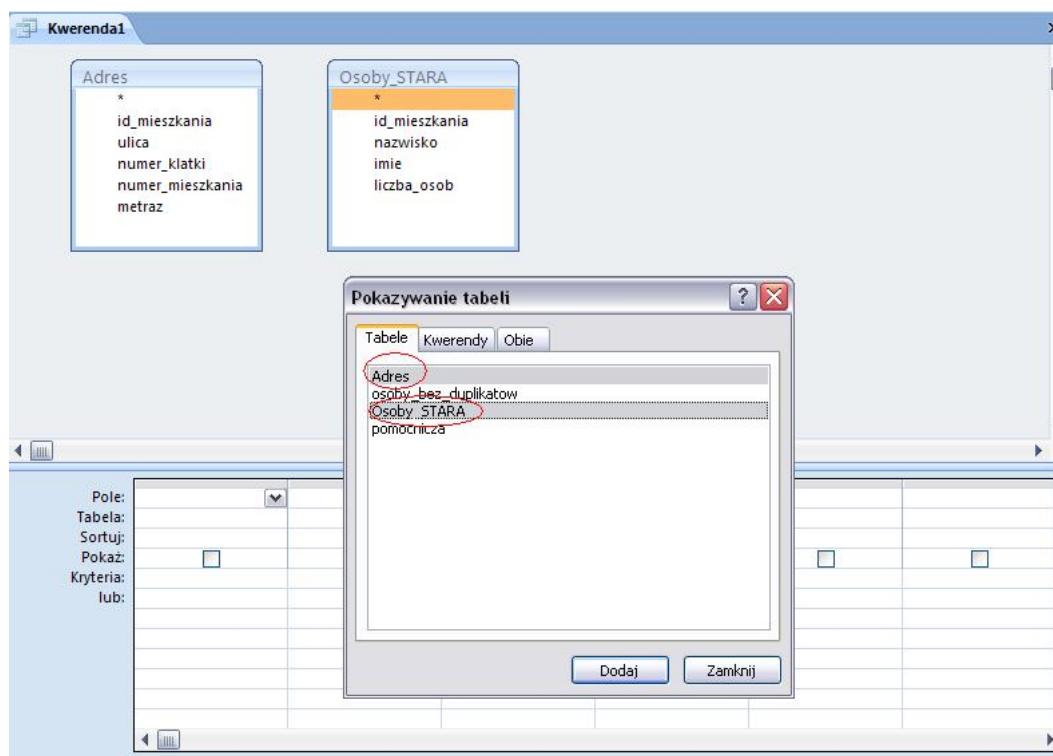 Kwerenda1
Adres
*
id_mieszkania
ulica
numer_klatki
numer_mieszkania
metraz
Osoby_STARA
*
id_mieszkania
nazwisko
imie
liczba_osob
Pokazywanie tabeli
?
Tabele Kwerendy Obie
Adres
osoby_bez_duplikatow
Osoby_STARA
pomocnicza
Dodaj Zamknij
Pole:
Tabela:
Sortuj:
Pokaż:
Kryteria:
lub: